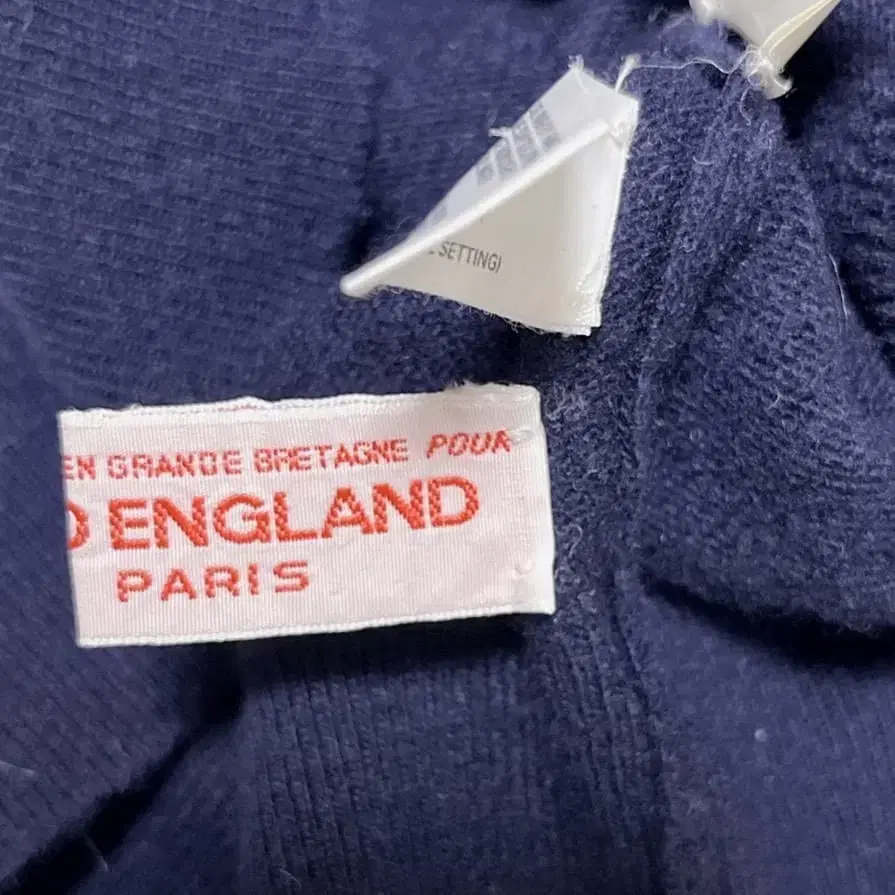 SETTING)
EN GRANDE BRETAGNE POUR
D ENGLAND
PARIS